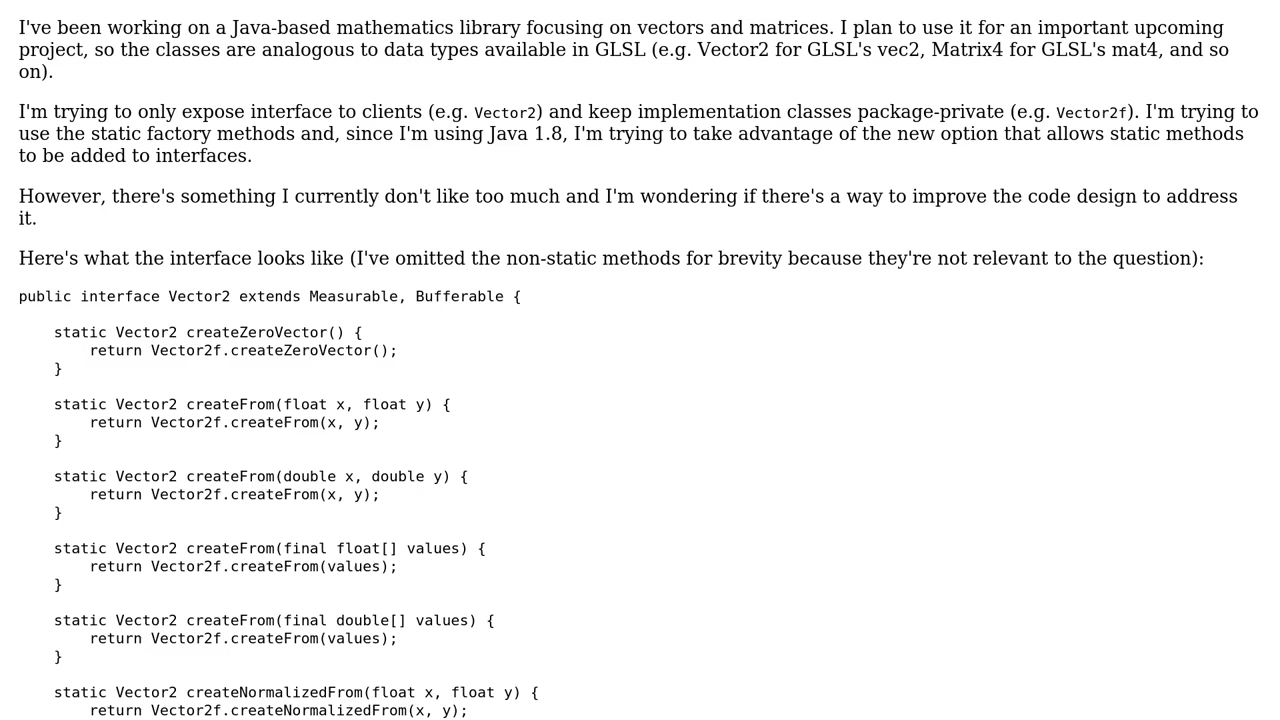 I've been working on a Java-based mathematics library focusing on vectors and matrices. I plan to use it for an important upcoming
project, so the classes are analogous to data types available in GLSL (e.g. Vector2 for GLSL's vec2, Matrix4 for GLSL's mat4, and so
on).
I'm trying to only expose interface to clients (e.g. Vector2) and keep implementation classes package-private (e.g. Vector2f). I'm trying to
use the static factory methods and, since I'm using Java 1.8, I'm trying to take advantage of the new option that allows static methods
to be added to interfaces.
However, there's something I currently don't like too much and I'm wondering if there's a way to improve the code design to address
it.
Here's what the interface looks like (I've omitted the non-static methods for brevity because they're not relevant to the question):
public interface Vector2 extends Measurable, Bufferable {
    static Vector2 createZeroVector() {
        return Vector2f.createZeroVector();
    }
    static Vector2 createFrom(float x, float y) {
        return Vector2f.createFrom(x, y);
    }
    static Vector2 createFrom(double x, double y) {
        return Vector2f.createFrom(x, y);
    }
    static Vector2 createFrom(final float[] values) {
        return Vector2f.createFrom(values);
    }
    static Vector2 createFrom(final double[] values) {
        return Vector2f.createFrom(values);
    }
    static Vector2 createNormalizedFrom(float x, float y) {
        return Vector2f.createNormalizedFrom(x, y);